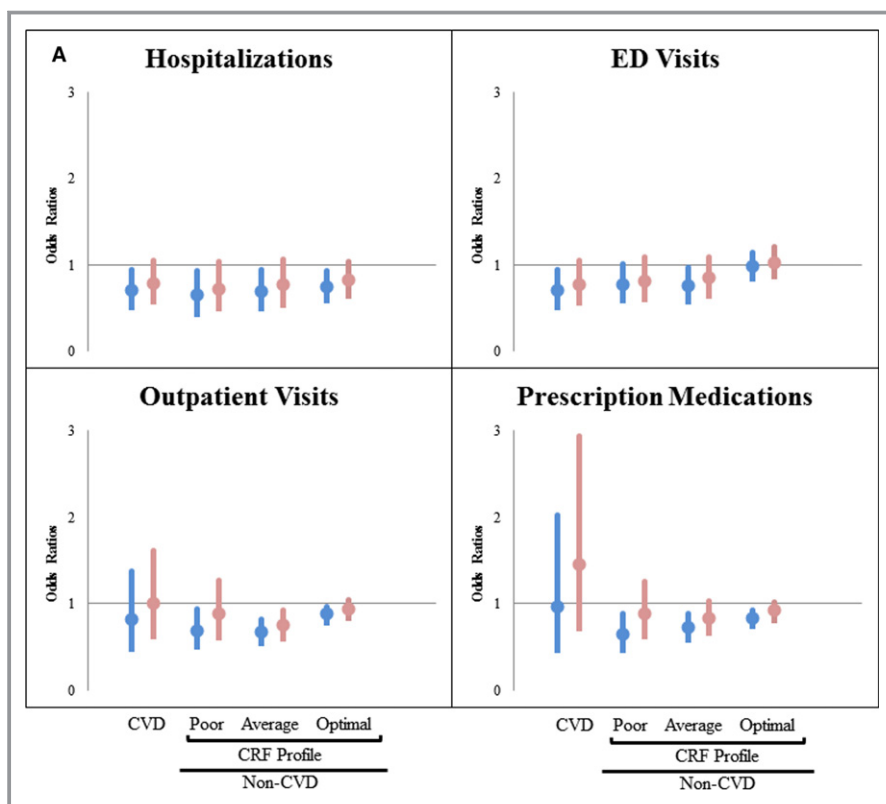 A
Hospitalizations
3
2
1
0
Odds Ratios
ED Visits
3
2
1
0
Odds Ratios
Outpatient Visits
3
2
1
0
Odds Ratios
Prescription Medications
3
2
1
0
Odds Ratios
CVD Poor Average Optimal
CRF Profile
Non-CVD
CVD Poor Average Optimal
CRF Profile
Non-CVD